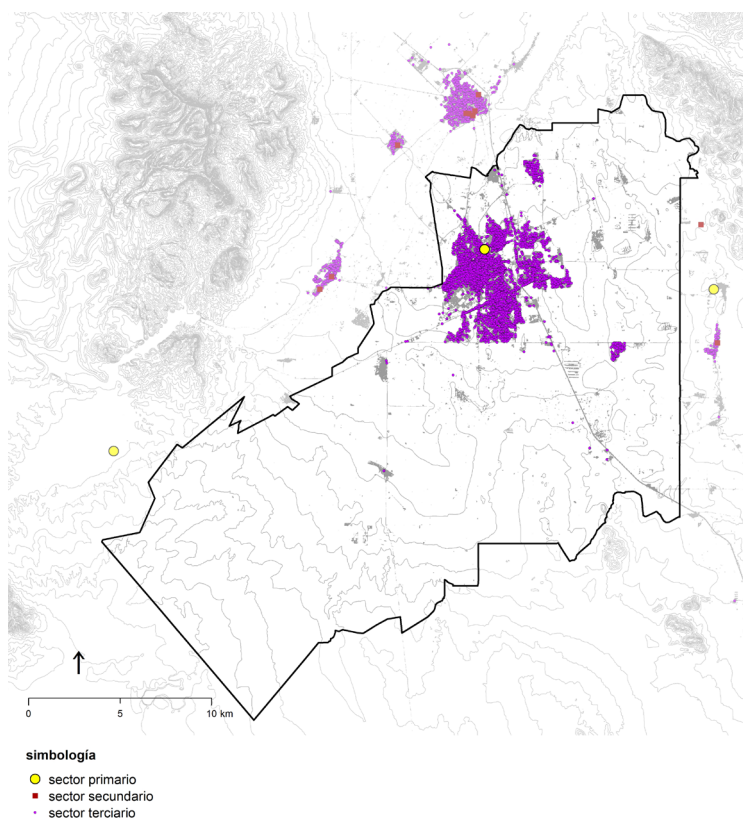 0 5 10 km
simbología
sector primario
sector secundario
sector terciario